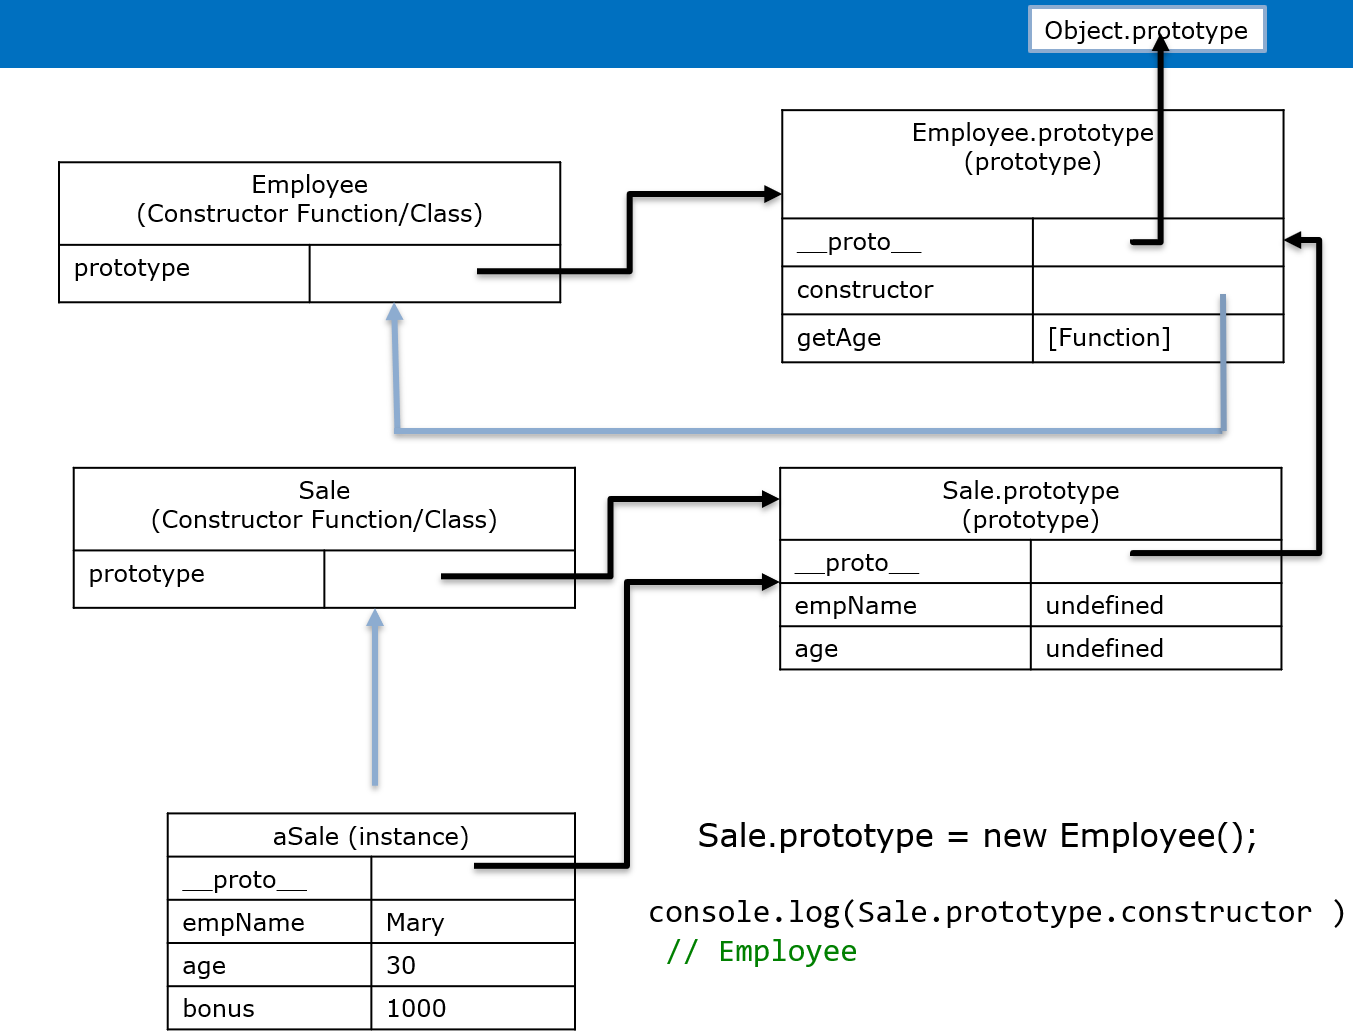 Object.prototype
Employee
(Constructor Function/Class)
prototype
Employee.prototype
(prototype)
__proto__
constructor
getAge [Function]
Sale
(Constructor Function/Class)
prototype
Sale.prototype
(prototype)
__proto__
empName undefined
age undefined
aSale (instance)
__proto__
empName Mary
age 30
bonus 1000
Sale.prototype = new Employee();
console.log(Sale.prototype.constructor )
// Employee